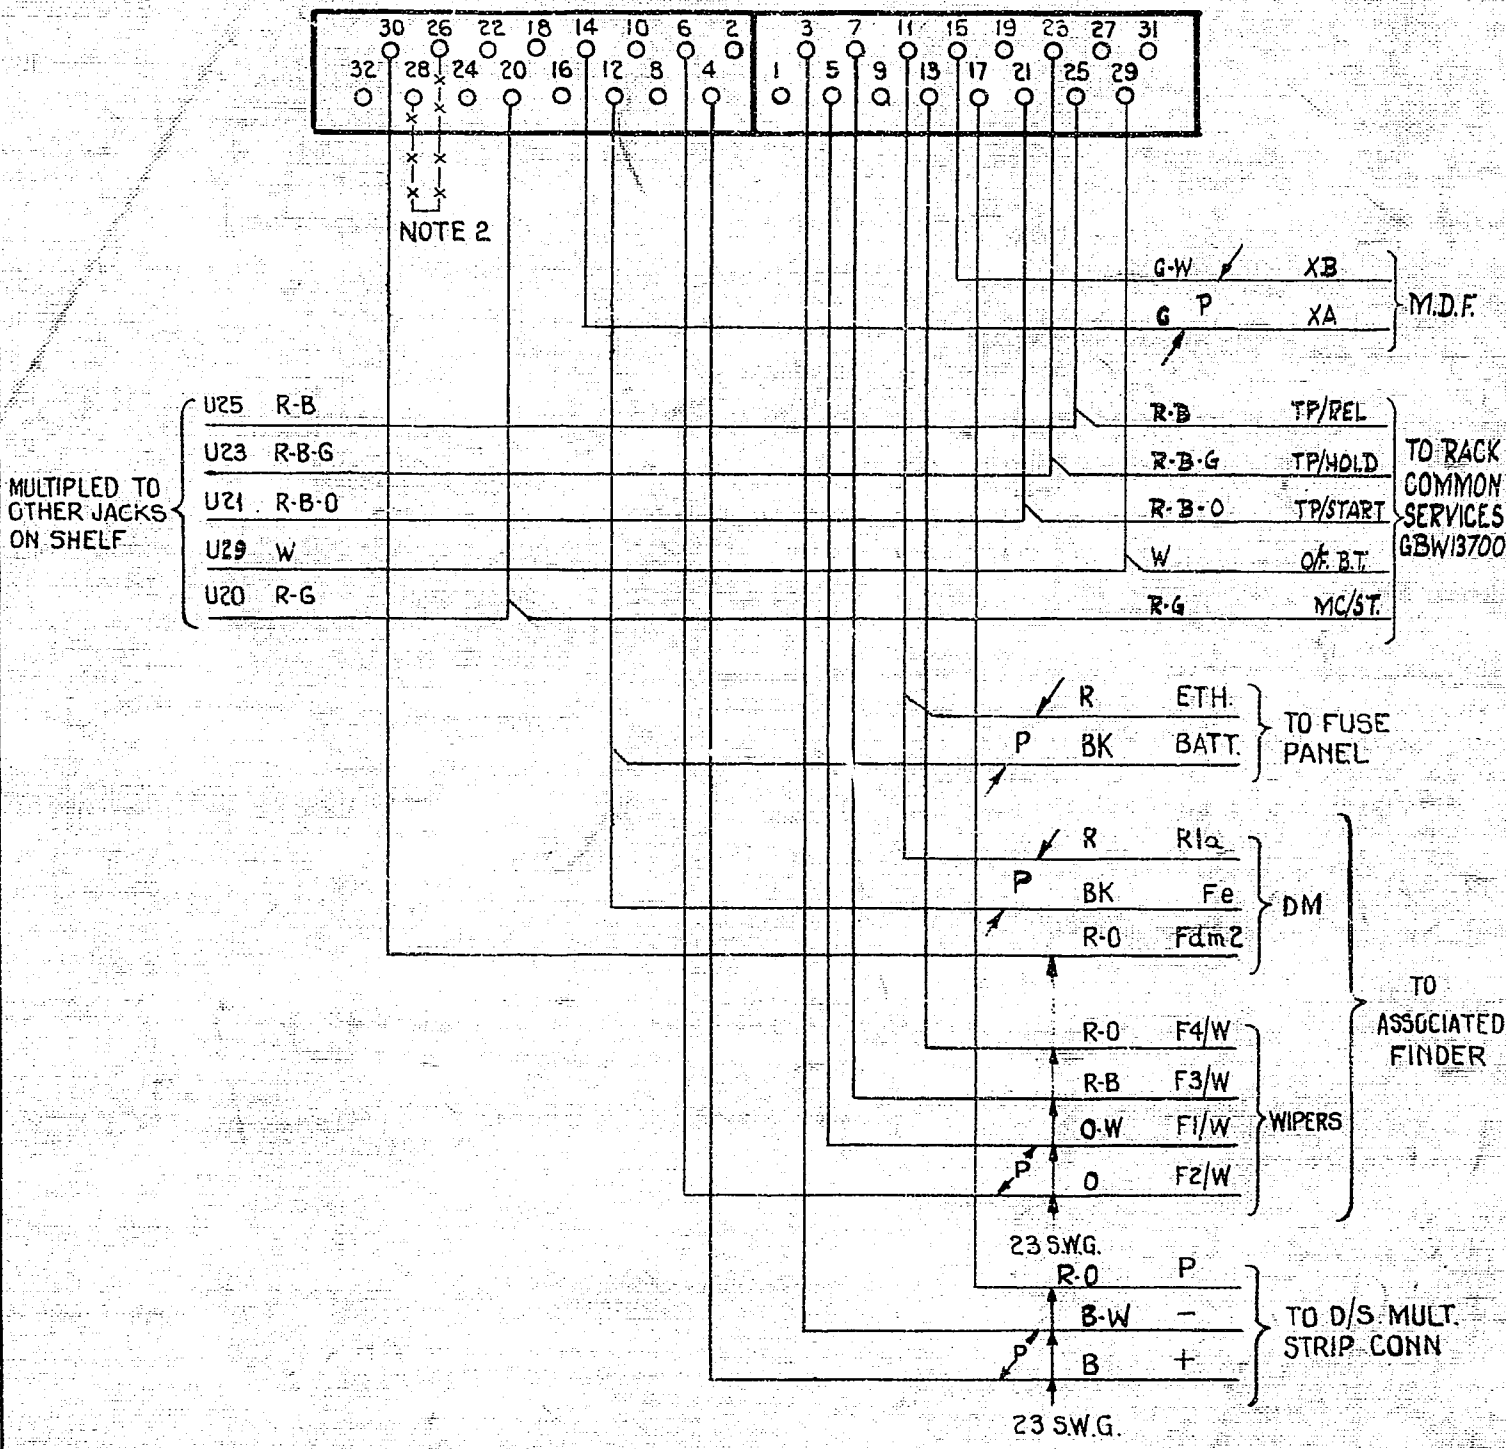 30 26 22 18 14 10 6 2 3 7 11 15 19 23 27 31
32 28 24 20 16 12 8 4 1 5 9 13 17 21 25 29
NOTE 2
G-W XB
P
G XA
M.D.F.
U25 R-B
U23 R-B-G
U21 R-B-O
U29 W
U20 R-G
MULTIPLED TO
OTHER JACKS
ON SHELF
R-B TP/REL
R-B-G TP/HOLD
R-B-O TP/START
W O/F. B.T.
R-G MC/ST.
TO RACK
COMMON
SERVICES
GBW13700
R ETH.
P BK BATT.
TO FUSE
PANEL
R R1a
P BK Fe
R-O Fdm2
DM
R-O F4/W
R-B F3/W
O-W F1/W
P
O F2/W
WIPERS
TO
ASSOCIATED
FINDER
23 S.W.G.
R-O P
B-W -
P
B +
TO D/S MULT.
STRIP CONN
23 S.W.G.